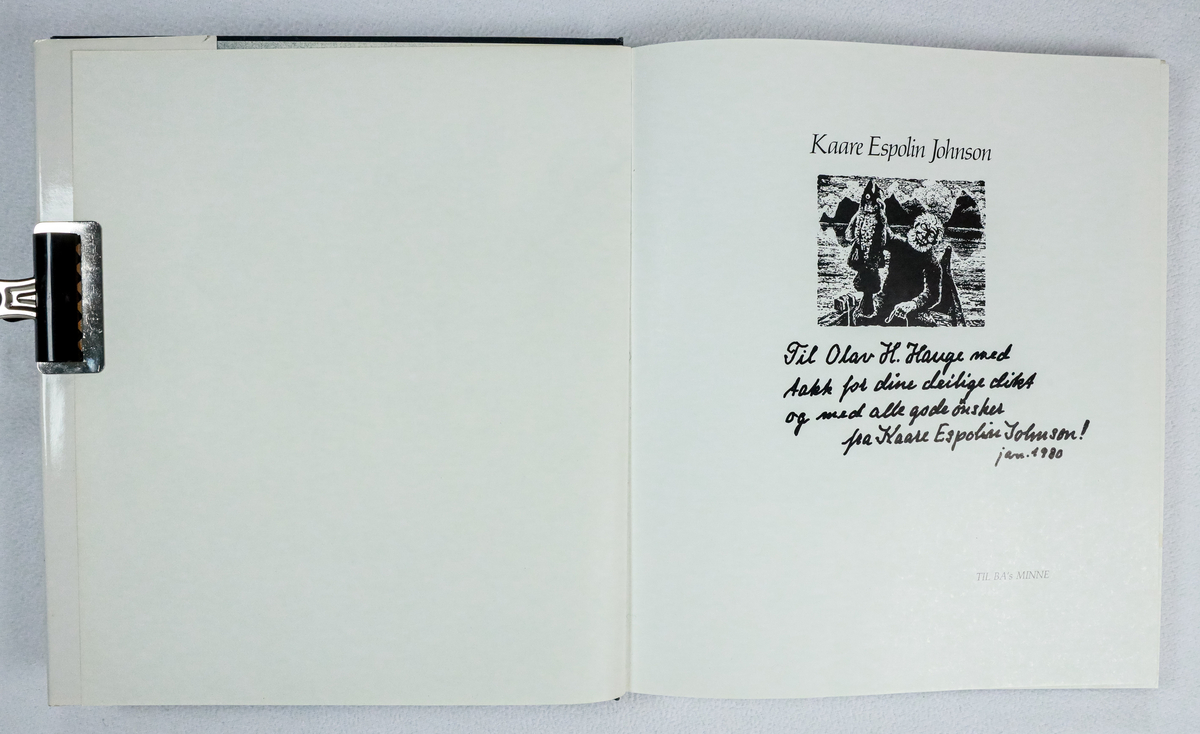 Kaare Espolin Johnson
Til Olav H. Hauge med
takk for dine deilige dikt
og med alle gode ønsker
fra Kaare Espolin Johnson!
jan. 1980
TIL BA's MINNE